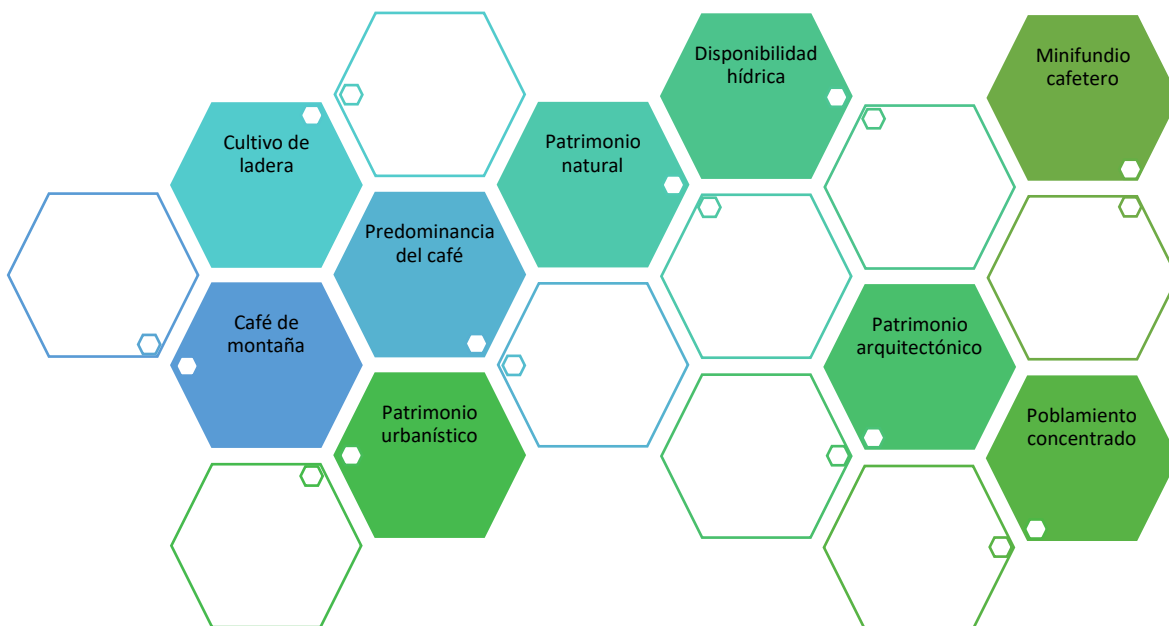 Disponibilidad
hídrica
Minifundio
cafetero
Cultivo de
ladera
Patrimonio
natural
Predominancia
del café
Café de
montaña
Patrimonio
arquitectónico
Patrimonio
urbanístico
Poblamiento
concentrado